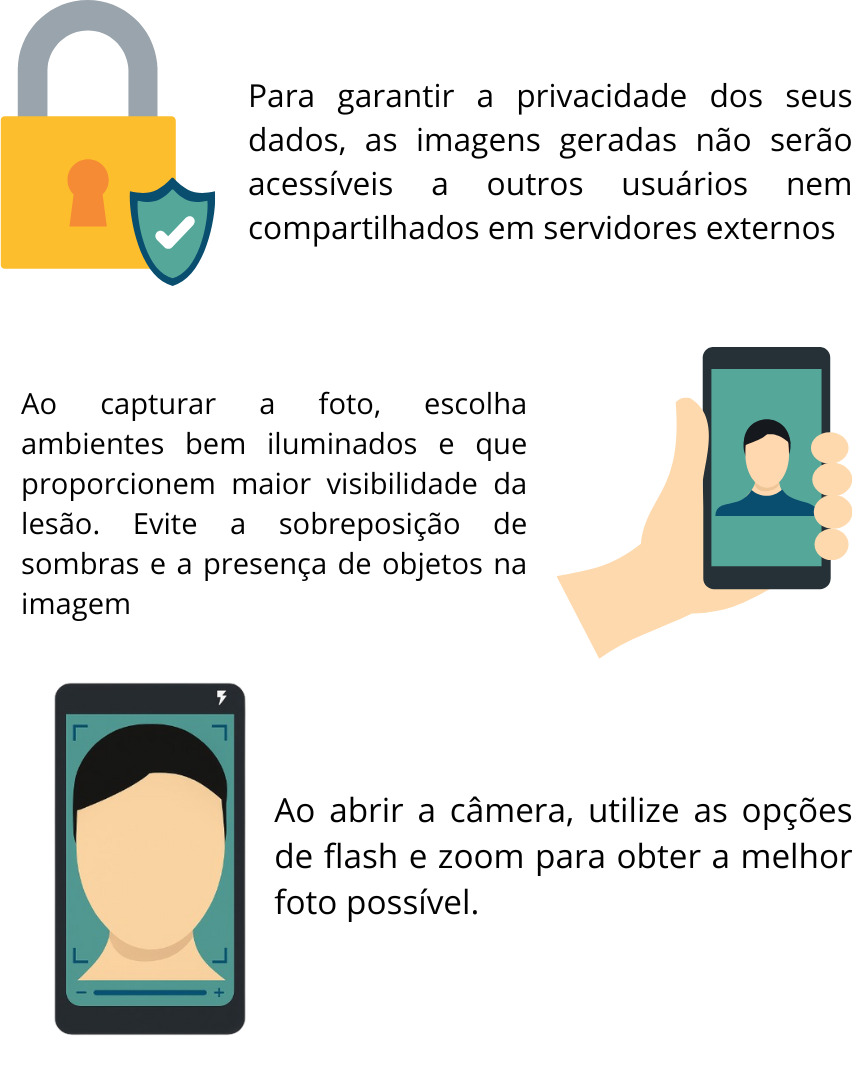 Para garantir a privacidade dos seus
dados, as imagens geradas não serão
acessíveis a outros usuários nem
compartilhados em servidores externos
Ao capturar a foto, escolha
ambientes bem iluminados e que
proporcionem maior visibilidade da
lesão. Evite a sobreposição de
sombras e a presença de objetos na
imagem
Ao abrir a câmera, utilize as opções
de flash e zoom para obter a melhor
foto possível.